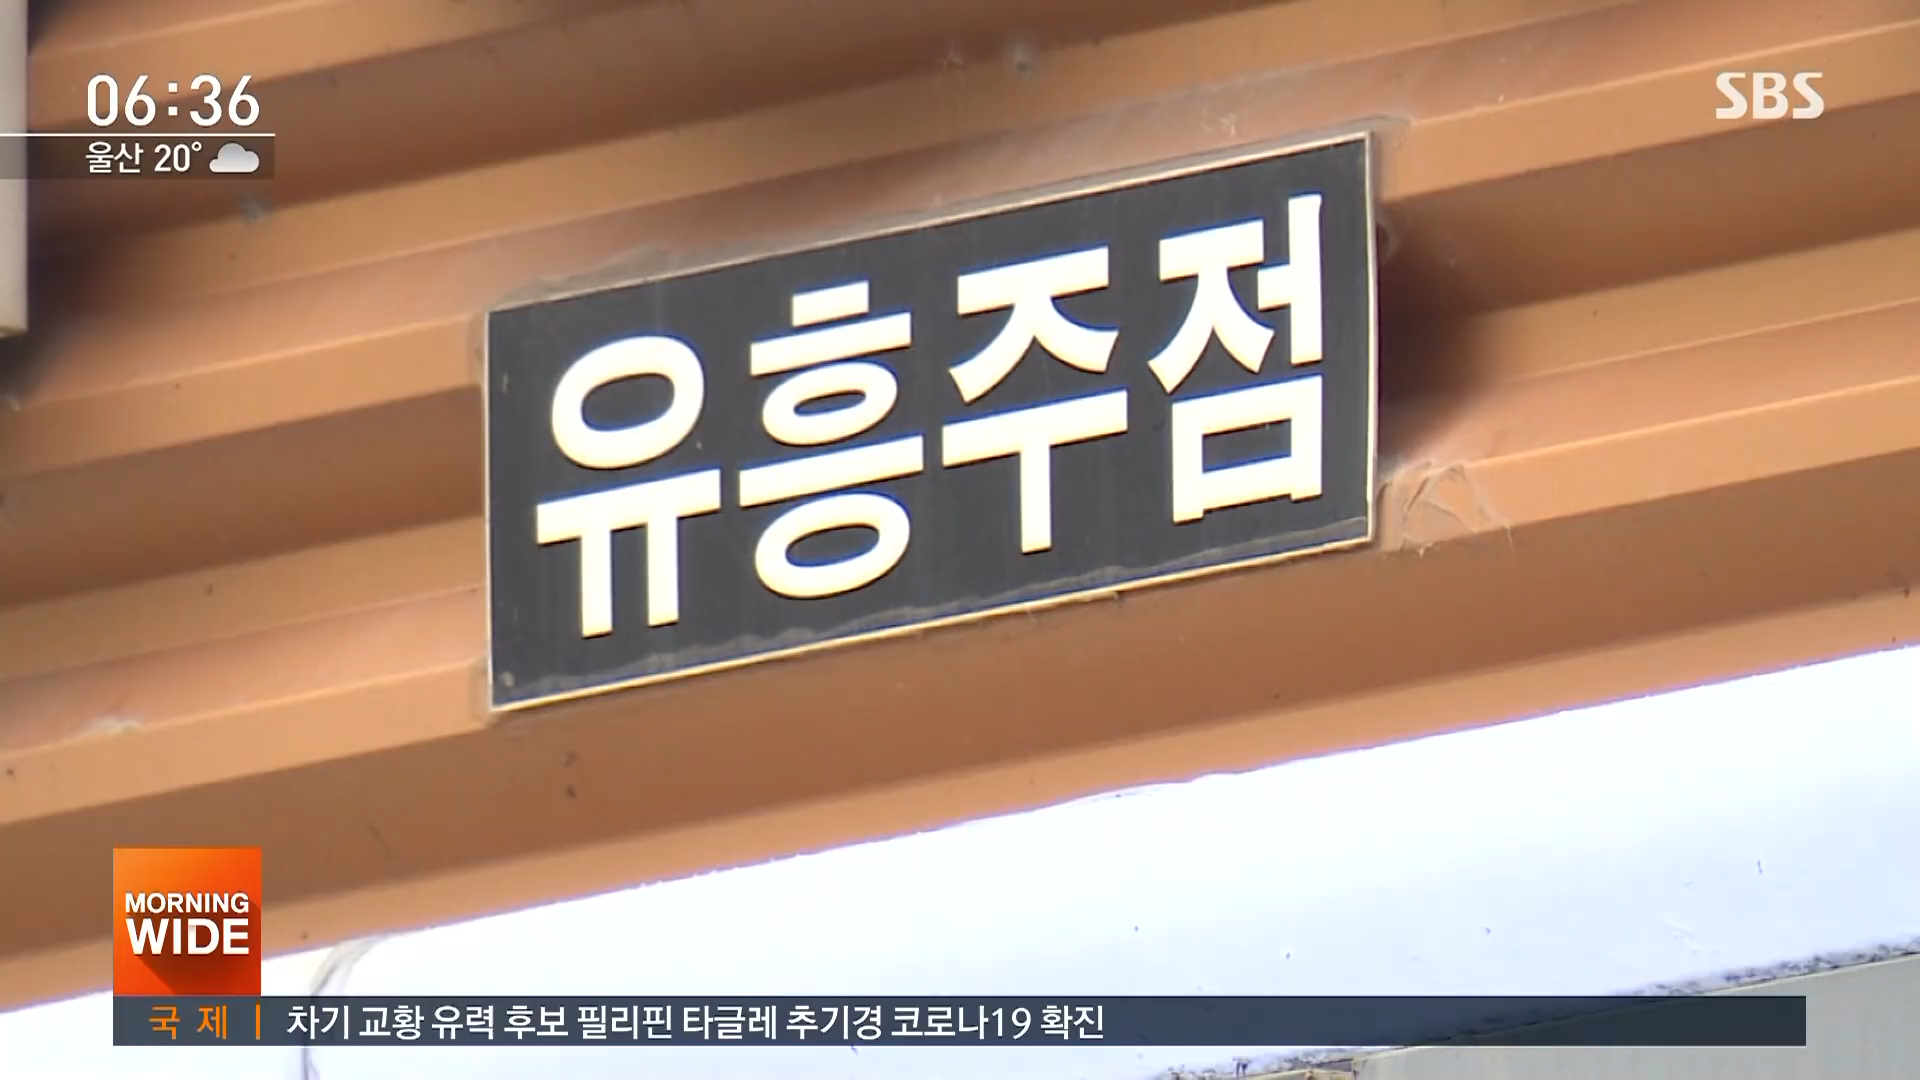 06:36
울산 20°
SBS
유흥주점
MORNING
WIDE
국제 | 차기 교황 유력 후보 필리핀 타글레 추기경 코로나19 확진